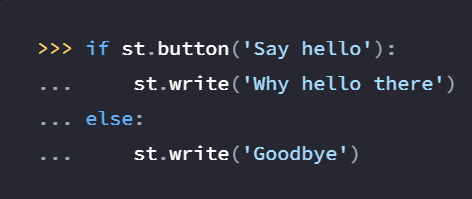 >>> if st.button('Say hello'):
...     st.write('Why hello there')
... else:
...     st.write('Goodbye')